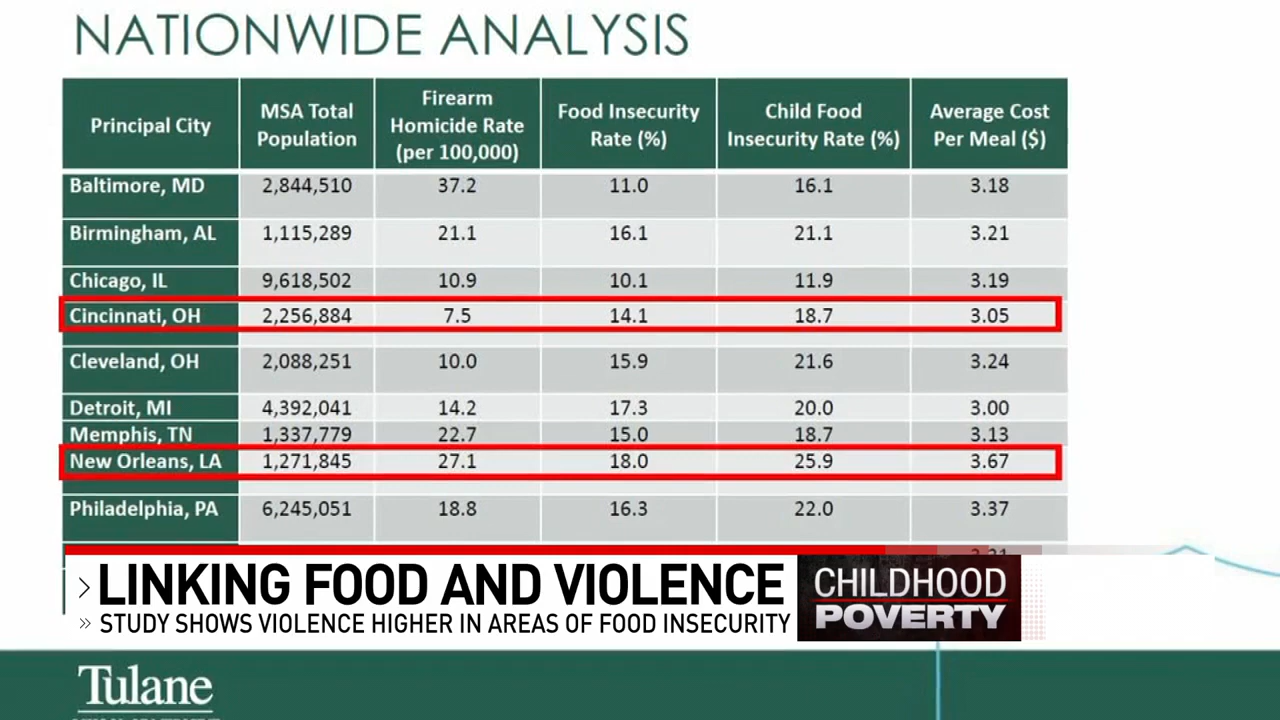 NATIONWIDE ANALYSIS
Principal City MSA Total Population Firearm Homicide Rate (per 100,000) Food Insecurity Rate (%) Child Food Insecurity Rate (%) Average Cost Per Meal ($)
Baltimore, MD 2,844,510 37.2 11.0 16.1 3.18
Birmingham, AL 1,115,289 21.1 16.1 21.1 3.21
Chicago, IL 9,618,502 10.9 10.1 11.9 3.19
Cincinnati, OH 2,256,884 7.5 14.1 18.7 3.05
Cleveland, OH 2,088,251 10.0 15.9 21.6 3.24
Detroit, MI 4,392,041 14.2 17.3 20.0 3.00
Memphis, TN 1,337,779 22.7 15.0 18.7 3.13
New Orleans, LA 1,271,845 27.1 18.0 25.9 3.67
Philadelphia, PA 6,245,051 18.8 16.3 22.0 3.37
LINKING FOOD AND VIOLENCE
STUDY SHOWS VIOLENCE HIGHER IN AREAS OF FOOD INSECURITY
CHILDHOOD
POVERTY
Tulane